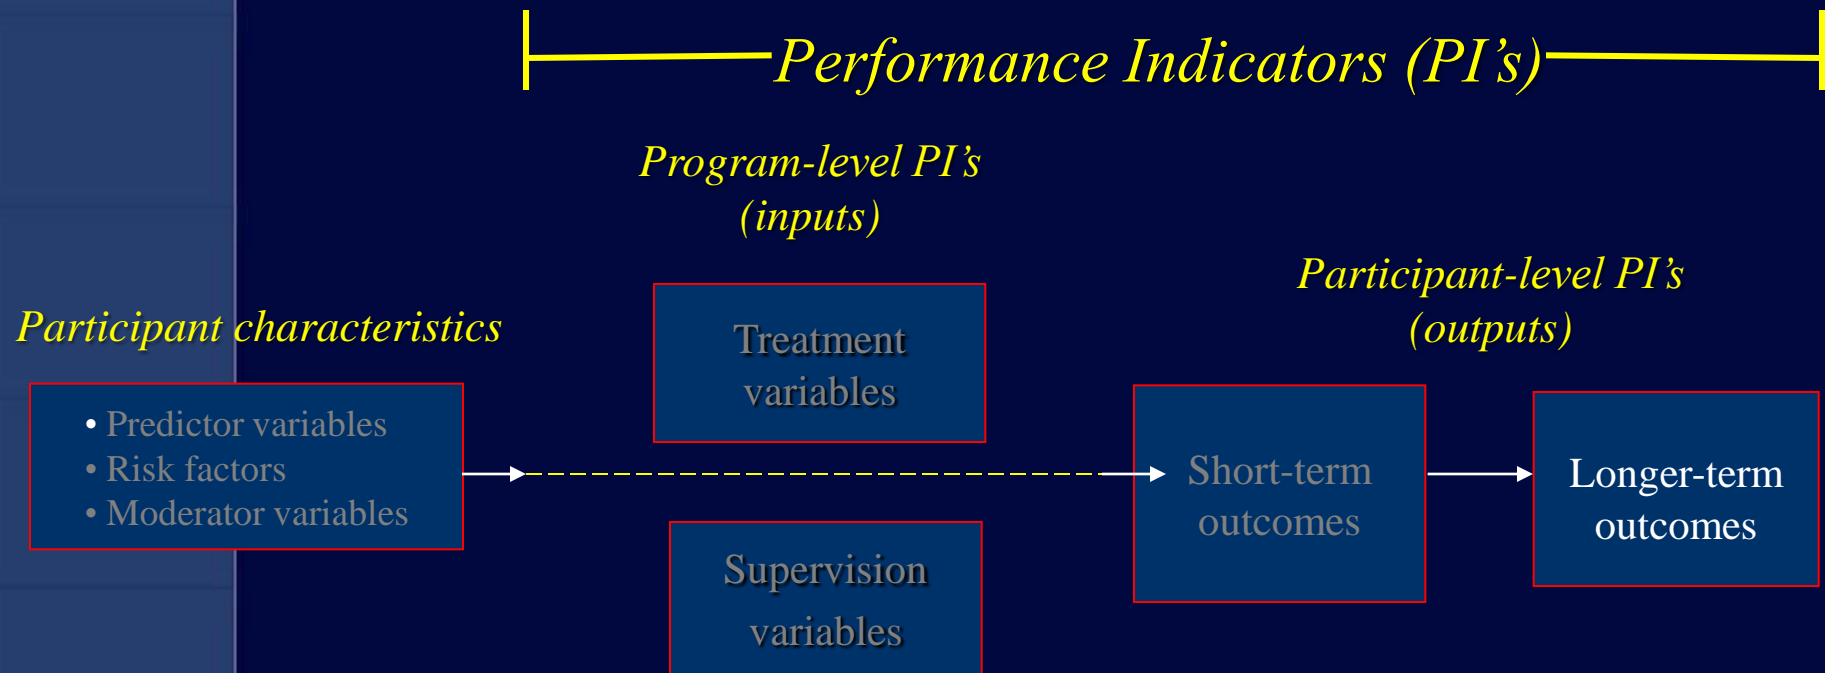 Performance Indicators (PI’s)
Program-level PI’s
(inputs)
Participant-level PI’s
(outputs)
Participant characteristics
• Predictor variables
• Risk factors
• Moderator variables
Treatment
variables
Supervision
variables
Short-term
outcomes
Longer-term
outcomes